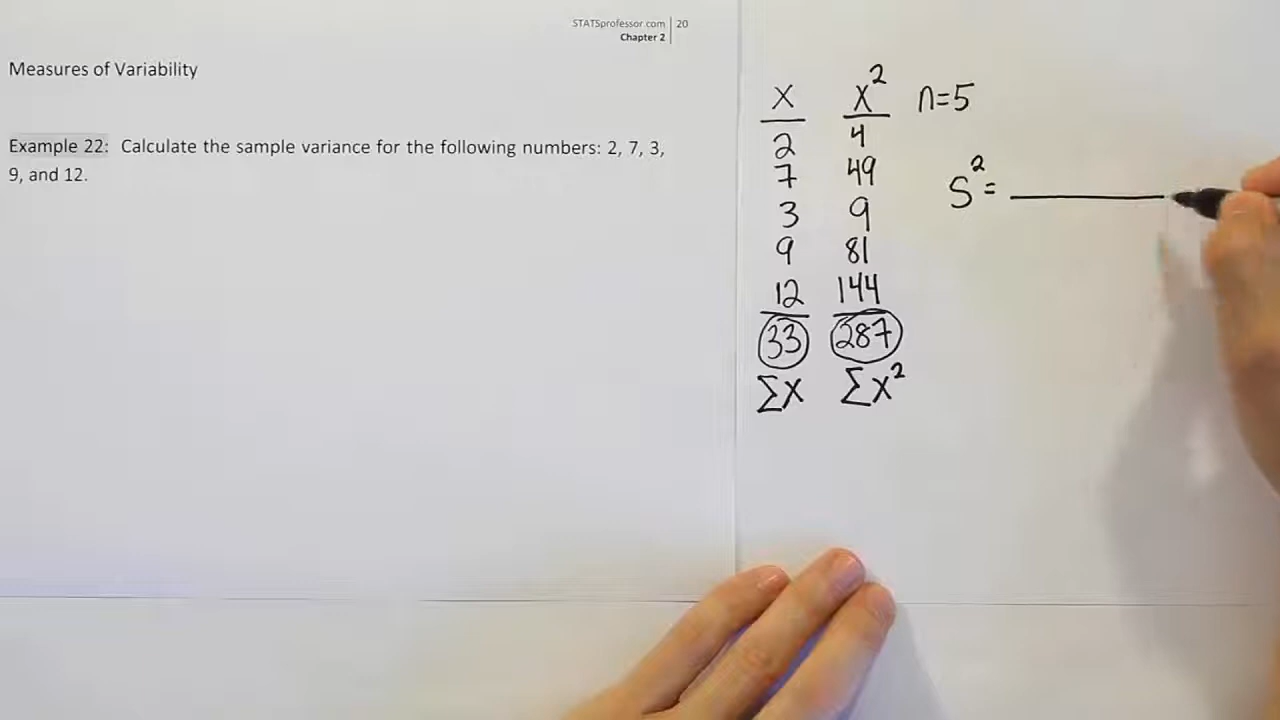 STATSprofessor.com | 20
Chapter 2
Measures of Variability
Example 22: Calculate the sample variance for the following numbers: 2, 7, 3,
9, and 12.
X X² n=5
2 4
7 49
3 9
9 81
12 144
33 287
ΣX ΣX²
S² =